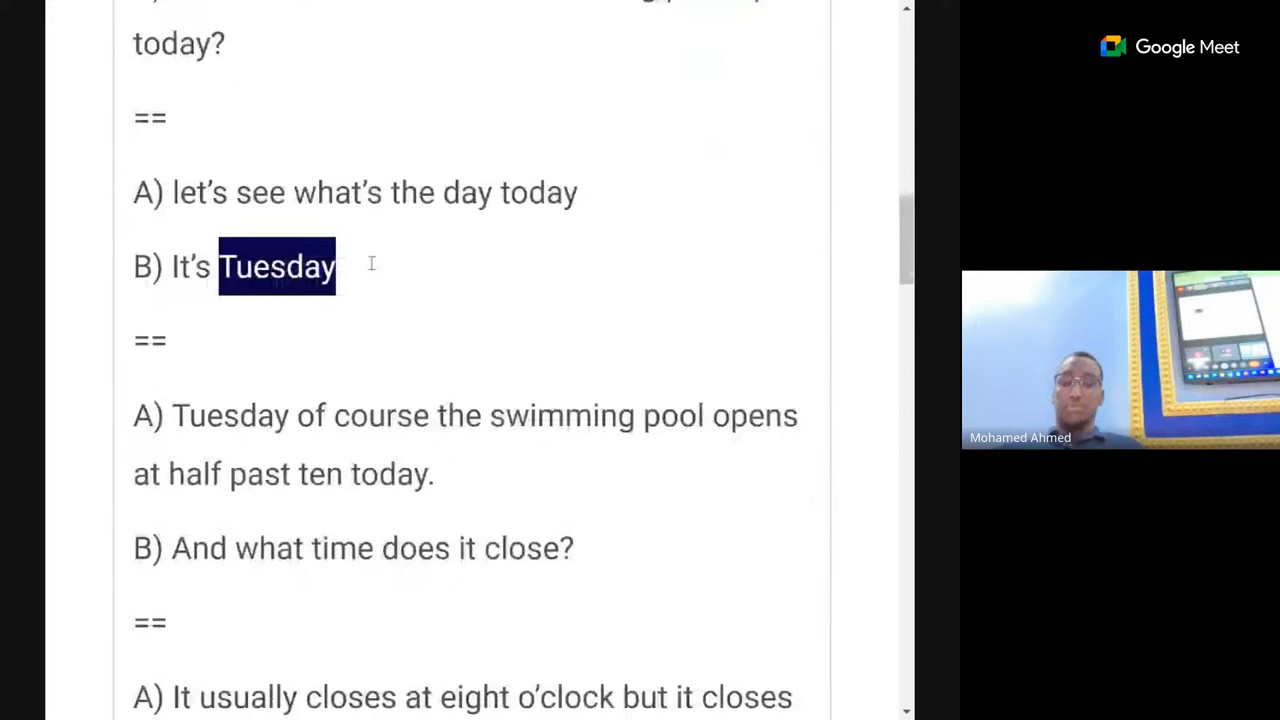 today?
==
A) let’s see what’s the day today
B) It’s Tuesday
==
A) Tuesday of course the swimming pool opens
at half past ten today.
B) And what time does it close?
==
A) It usually closes at eight o’clock but it closes
Google Meet
Mohamed Ahmed